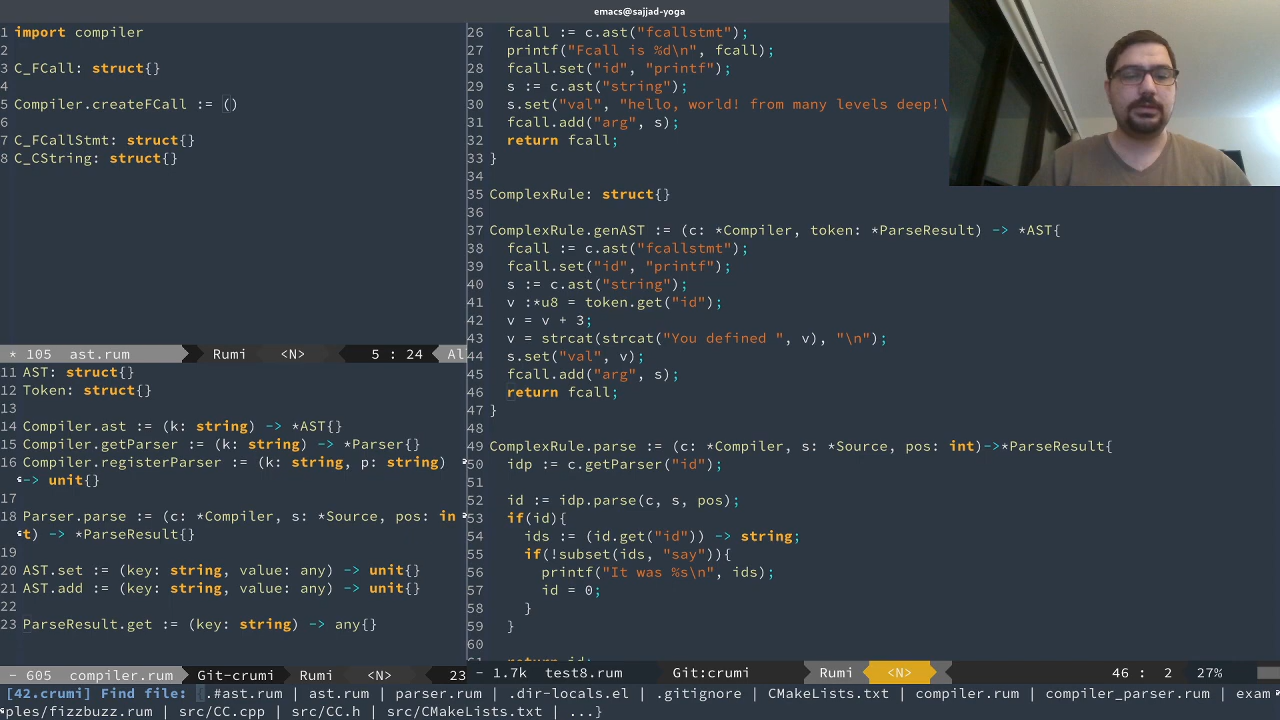 emacs@sajjad-yoga
1 import compiler
2
3 C_FCall: struct{}
4
5 Compiler.createFCall := ()
6
7 C_FCallStmt: struct{}
8 C_CString: struct{}
* 105 ast.rum Rumi <N> 5 : 24 Al
11 AST: struct{}
12 Token: struct{}
13
14 Compiler.ast := (k: string) -> *AST{}
15 Compiler.getParser := (k: string) -> *Parser{}
16 Compiler.registerParser := (k: string, p: string)
-> unit{}
17
18 Parser.parse := (c: *Compiler, s: *Source, pos: in
t) -> *ParseResult{}
19
20 AST.set := (key: string, value: any) -> unit{}
21 AST.add := (key: string, value: any) -> unit{}
22
23 ParseResult.get := (key: string) -> any{}
- 605 compiler.rum Git-crumi Rumi <N> 23
26 fcall := c.ast("fcallstmt");
27 printf("Fcall is %d\n", fcall);
28 fcall.set("id", "printf");
29 s := c.ast("string");
30 s.set("val", "hello, world! from many levels deep!\
31 fcall.add("arg", s);
32 return fcall;
33 }
34
35 ComplexRule: struct{}
36
37 ComplexRule.genAST := (c: *Compiler, token: *ParseResult) -> *AST{
38 fcall := c.ast("fcallstmt");
39 fcall.set("id", "printf");
40 s := c.ast("string");
41 v :*u8 = token.get("id");
42 v = v + 3;
43 v = strcat(strcat("You defined ", v), "\n");
44 s.set("val", v);
45 fcall.add("arg", s);
46 return fcall;
47 }
48
49 ComplexRule.parse := (c: *Compiler, s: *Source, pos: int)->*ParseResult{
50 idp := c.getParser("id");
51
52 id := idp.parse(c, s, pos);
53 if(id){
54 ids := (id.get("id")) -> string;
55 if(!subset(ids, "say")){
56 printf("It was %s\n", ids);
57 id = 0;
58 }
59 }
60
61 return id;
- 1.7k test8.rum Git:crumi Rumi <N> 46 : 2 27%
[42.crumi] Find file: {.#ast.rum | ast.rum | parser.rum | .dir-locals.el | .gitignore | CMakeLists.txt | compiler.rum | compiler_parser.rum | exam
ples/fizzbuzz.rum | src/CC.cpp | src/CC.h | src/CMakeLists.txt | ...}